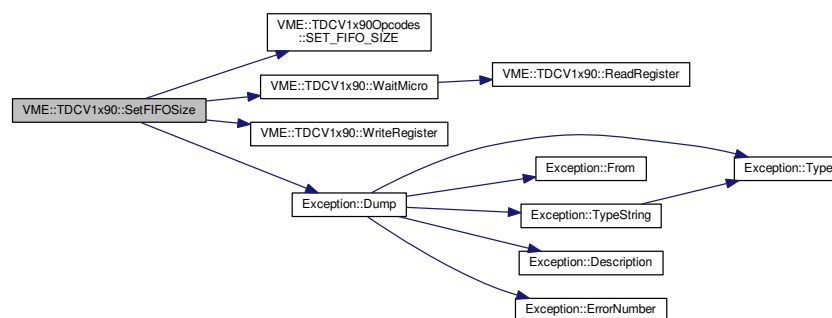 VME::TDCV1x90Opcodes
::SET_FIFO_SIZE
VME::TDCV1x90::WaitMicro
VME::TDCV1x90::ReadRegister
VME::TDCV1x90::SetFIFOSize
VME::TDCV1x90::WriteRegister
Exception::From
Exception::Type
Exception::Dump
Exception::TypeString
Exception::Description
Exception::ErrorNumber